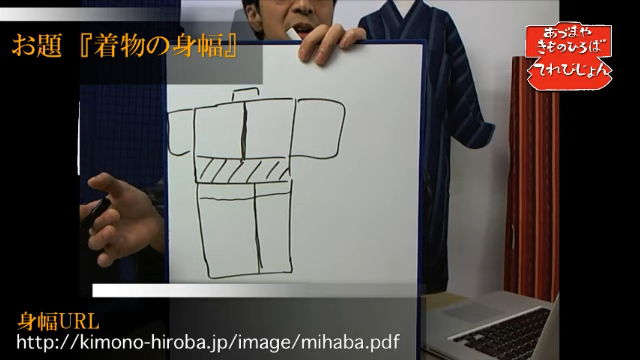 お題『着物の身幅』
あづまや
きものひろば
てれびじょん
身幅URL
http://kimono-hiroba.jp/image/mihaba.pdf